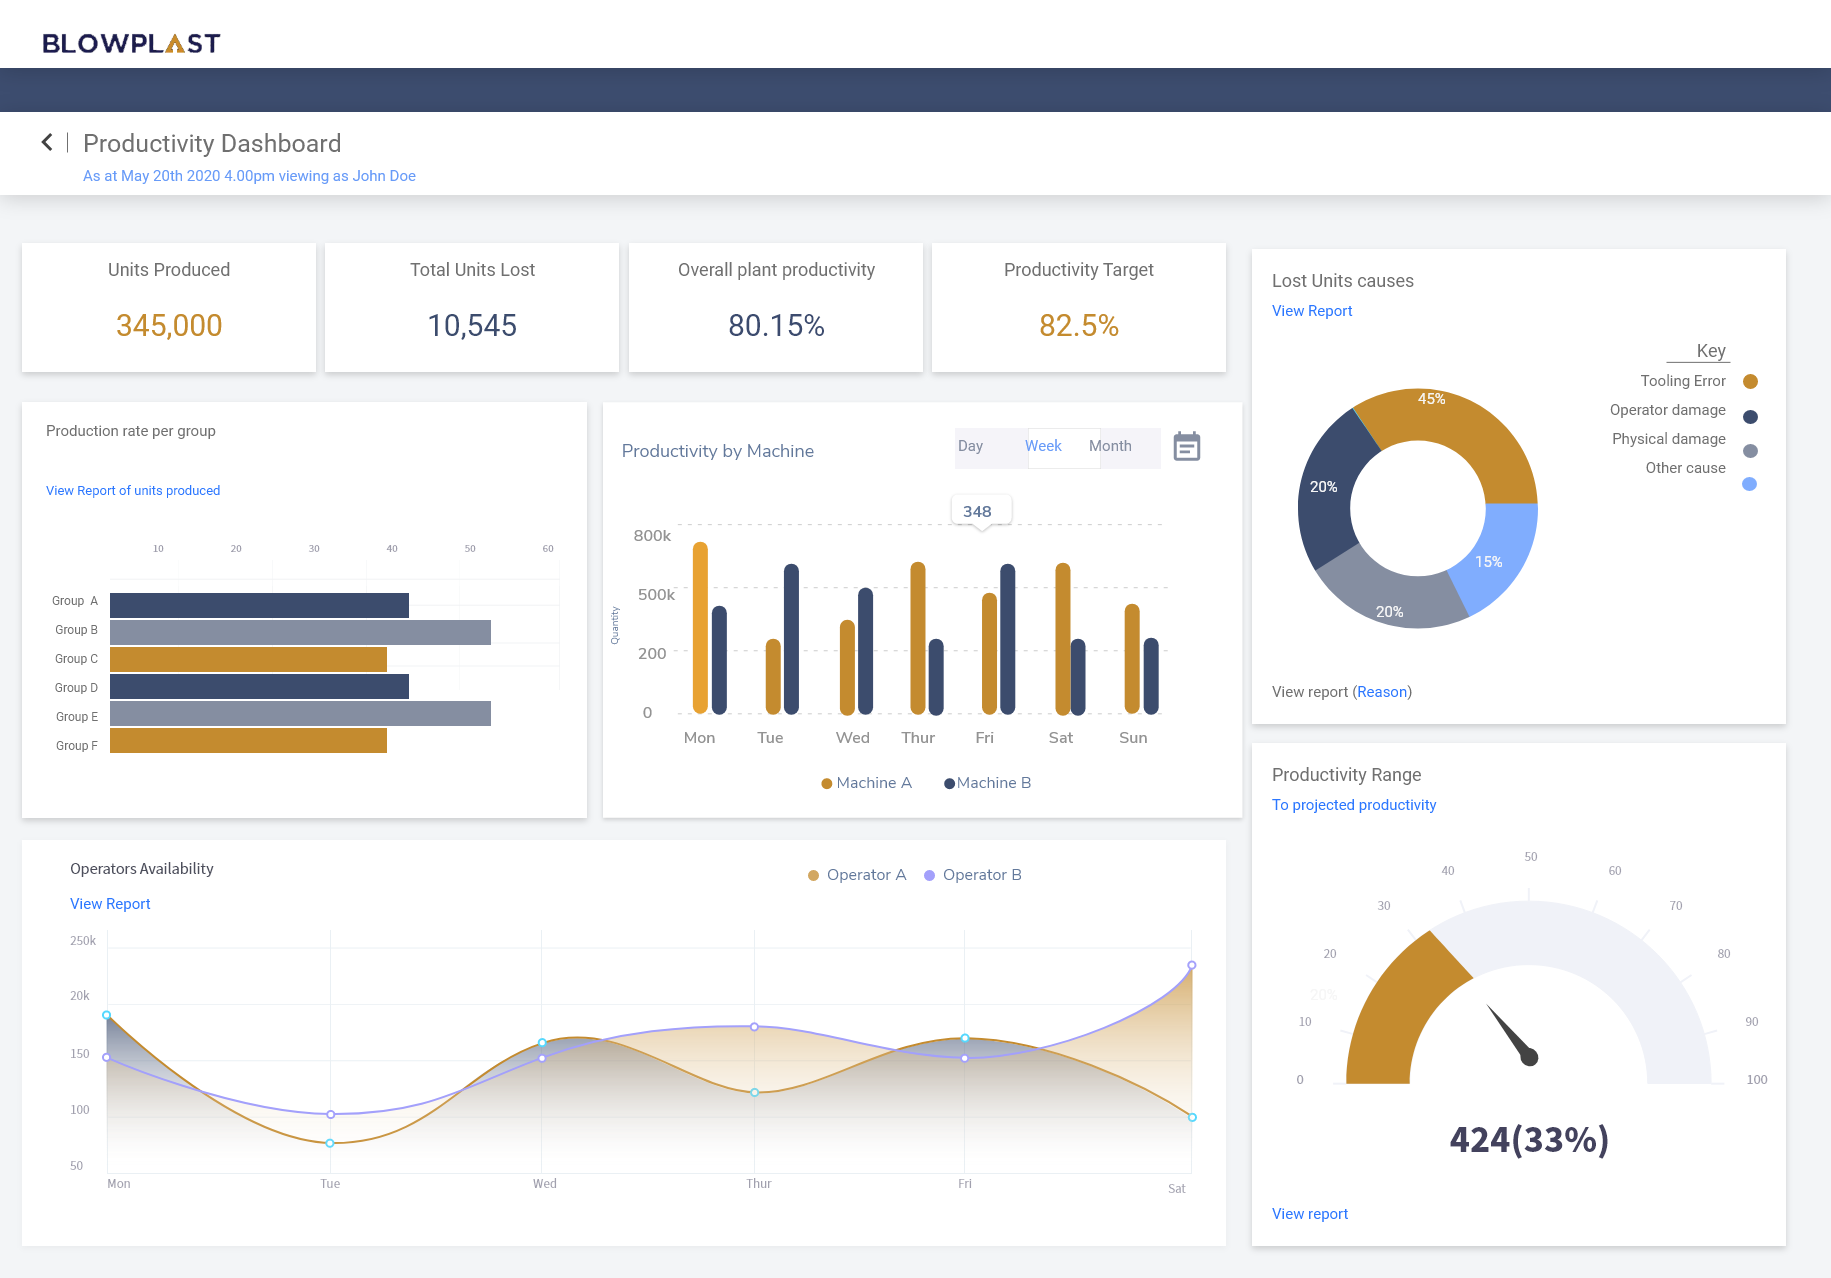 BLOWPLAST
Productivity Dashboard
As at May 20th 2020 4.00pm viewing as John Doe
Units Produced
345,000
Total Units Lost
10,545
Overall plant productivity
80.15%
Productivity Target
82.5%
Production rate per group
View Report of units produced
10 20 30 40 50 60
Group A
Group B
Group C
Group D
Group E
Group F
Productivity by Machine
Day Week Month
348
800k
500k
200
0
Quantity
Mon Tue Wed Thur Fri Sat Sun
Machine A Machine B
Lost Units causes
View Report
Key
Tooling Error
Operator damage
Physical damage
Other cause
45%
20%
15%
20%
View report (Reason)
Operators Availability
Operator A Operator B
View Report
250k
20k
150
100
50
Mon Tue Wed Thur Fri Sat
Productivity Range
To projected productivity
0
10
20
30
40
50
60
70
80
90
100
20%
424(33%)
View report